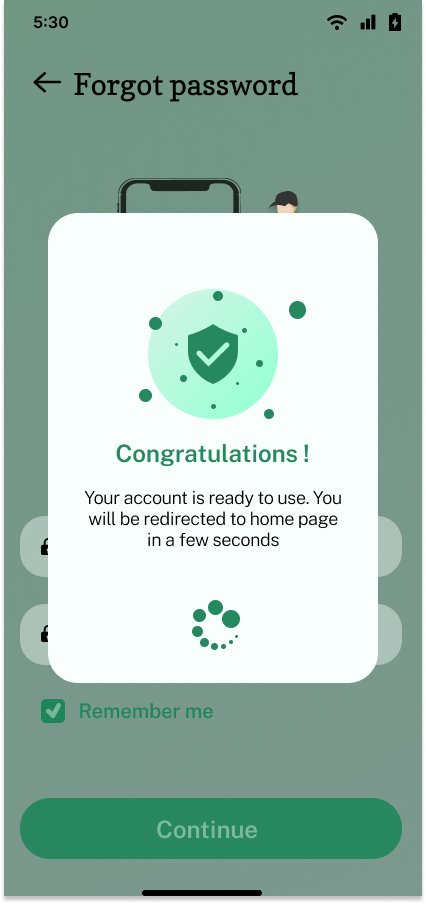 5:30
Forgot password
Congratulations !
Your account is ready to use. You
will be redirected to home page
in a few seconds
Remember me
Continue